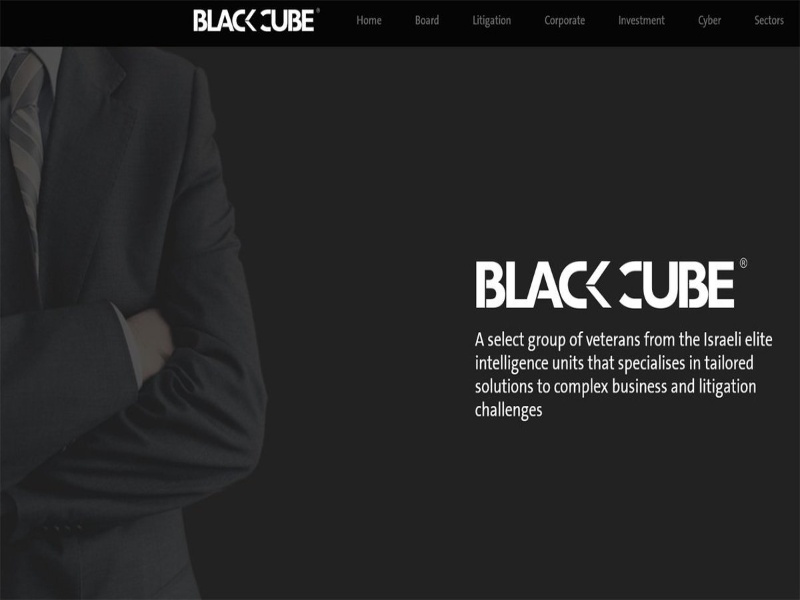 BLACK CUBE® Home Board Litigation Corporate Investment Cyber Sectors
BLACK CUBE®
A select group of veterans from the Israeli elite
intelligence units that specialises in tailored
solutions to complex business and litigation
challenges